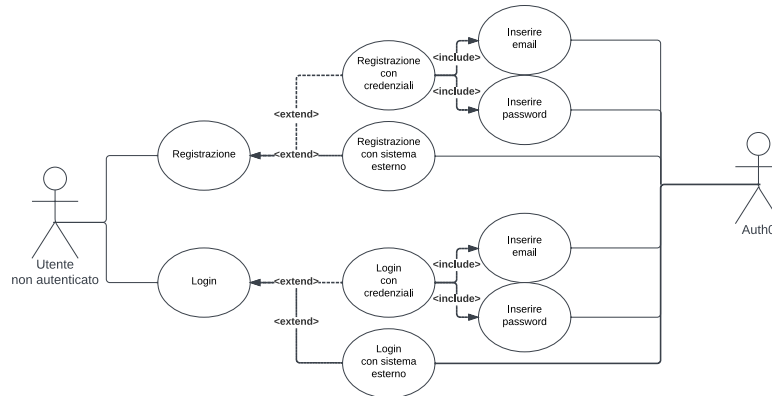 Inserire
email
Registrazione
con
credenziali
<include>
<include>
Inserire
password
<extend>
Registrazione
<extend>
Registrazione
con sistema
esterno
Utente
non autenticato
Auth0
Inserire
email
Login
<extend>
Login
con
credenziali
<include>
<include>
Inserire
password
<extend>
Login
con sistema
esterno